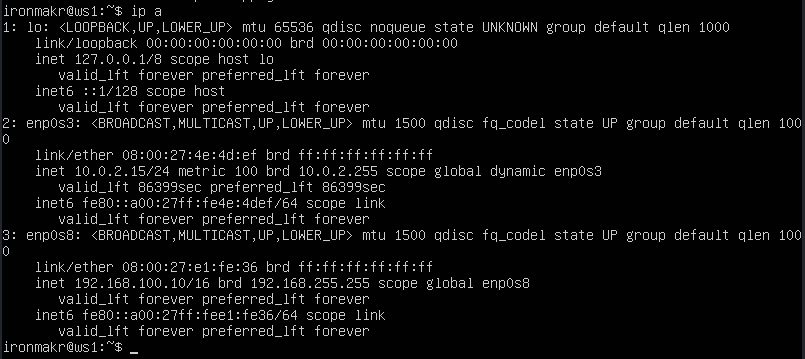 ironmakr@ws1:~$ ip a
1: lo: <LOOPBACK,UP,LOWER_UP> mtu 65536 qdisc noqueue state UNKNOWN group default qlen 1000
    link/loopback 00:00:00:00:00:00 brd 00:00:00:00:00:00
    inet 127.0.0.1/8 scope host lo
       valid_lft forever preferred_lft forever
    inet6 ::1/128 scope host
       valid_lft forever preferred_lft forever
2: enp0s3: <BROADCAST,MULTICAST,UP,LOWER_UP> mtu 1500 qdisc fq_codel state UP group default qlen 100
0
    link/ether 08:00:27:4e:4d:ef brd ff:ff:ff:ff:ff:ff
    inet 10.0.2.15/24 metric 100 brd 10.0.2.255 scope global dynamic enp0s3
       valid_lft 86399sec preferred_lft 86399sec
    inet6 fe80::a00:27ff:fe4e:4def/64 scope link
       valid_lft forever preferred_lft forever
3: enp0s8: <BROADCAST,MULTICAST,UP,LOWER_UP> mtu 1500 qdisc fq_codel state UP group default qlen 100
0
    link/ether 08:00:27:e1:fe:36 brd ff:ff:ff:ff:ff:ff
    inet 192.168.100.10/16 brd 192.168.255.255 scope global enp0s8
       valid_lft forever preferred_lft forever
    inet6 fe80::a00:27ff:fee1:fe36/64 scope link
       valid_lft forever preferred_lft forever
ironmakr@ws1:~$ _